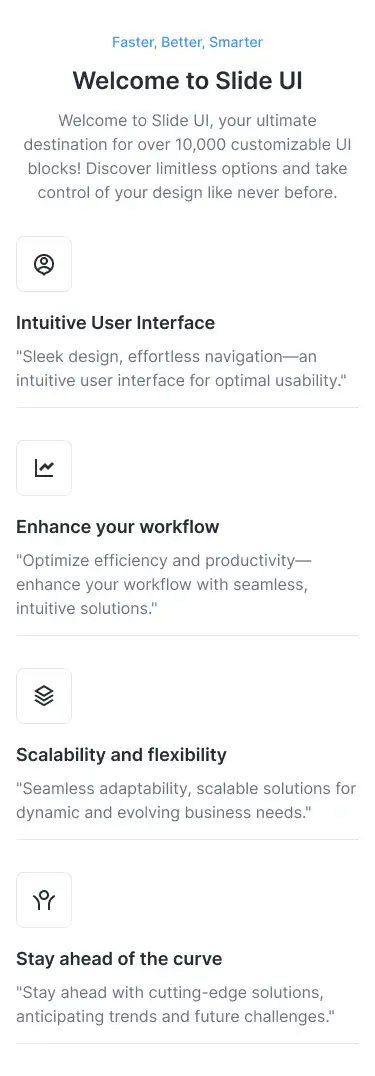 Faster, Better, Smarter
Welcome to Slide UI
Welcome to Slide UI, your ultimate
destination for over 10,000 customizable UI
blocks! Discover limitless options and take
control of your design like never before.
Intuitive User Interface
"Sleek design, effortless navigation—an
intuitive user interface for optimal usability."
Enhance your workflow
"Optimize efficiency and productivity—
enhance your workflow with seamless,
intuitive solutions."
Scalability and flexibility
"Seamless adaptability, scalable solutions for
dynamic and evolving business needs."
Stay ahead of the curve
"Stay ahead with cutting-edge solutions,
anticipating trends and future challenges."